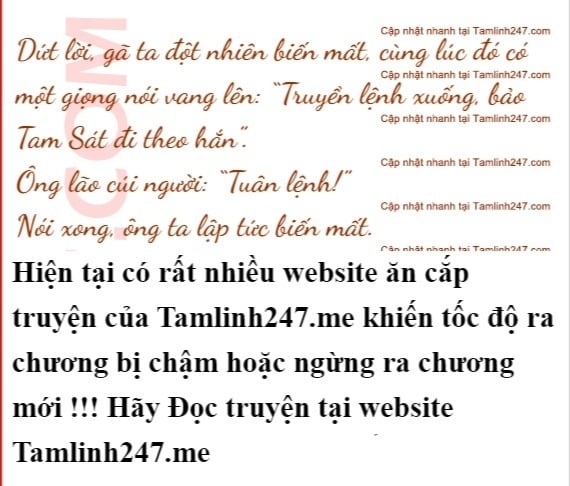 Cập nhật nhanh tại Tamlinh247.com
Dứt lời, gã ta đột nhiên biến mất, cùng lúc đó có
Cập nhật nhanh tại Tamlinh247.com
một giọng nói vang lên: “Truyền lệnh xuống, bảo
Cập nhật nhanh tại Tamlinh247.com
Tam Sát đi theo hắn”.
Cập nhật nhanh tại Tamlinh247.com
Ông lão cúi người: “Tuân lệnh!”
Cập nhật nhanh tại Tamlinh247.com
Nói xong, ông ta lập tức biến mất.
Cập nhật nhanh tại Tamlinh247.com
.COM
Hiện tại có rất nhiều website ăn cắp
truyện của Tamlinh247.me khiến tốc độ ra
chương bị chậm hoặc ngừng ra chương
mới !!! Hãy Đọc truyện tại website
Tamlinh247.me